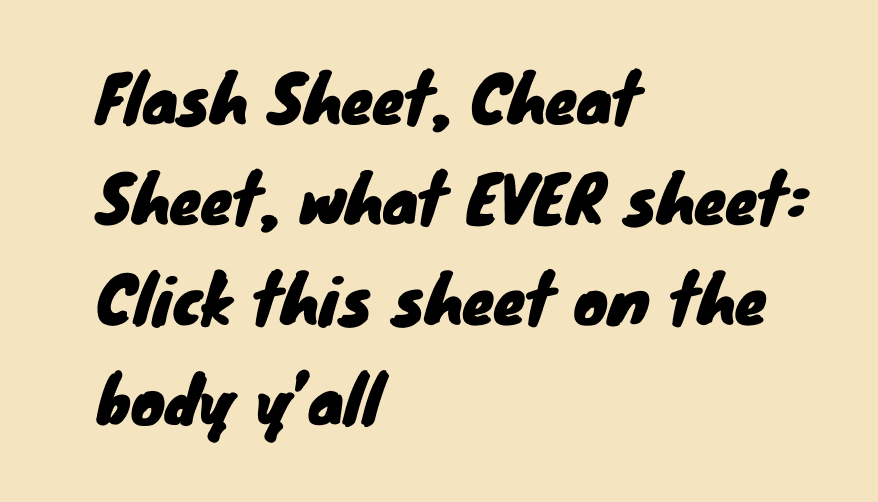 Flash Sheet, Cheat
Sheet, what EVER sheet:
Click this sheet on the
body y'all